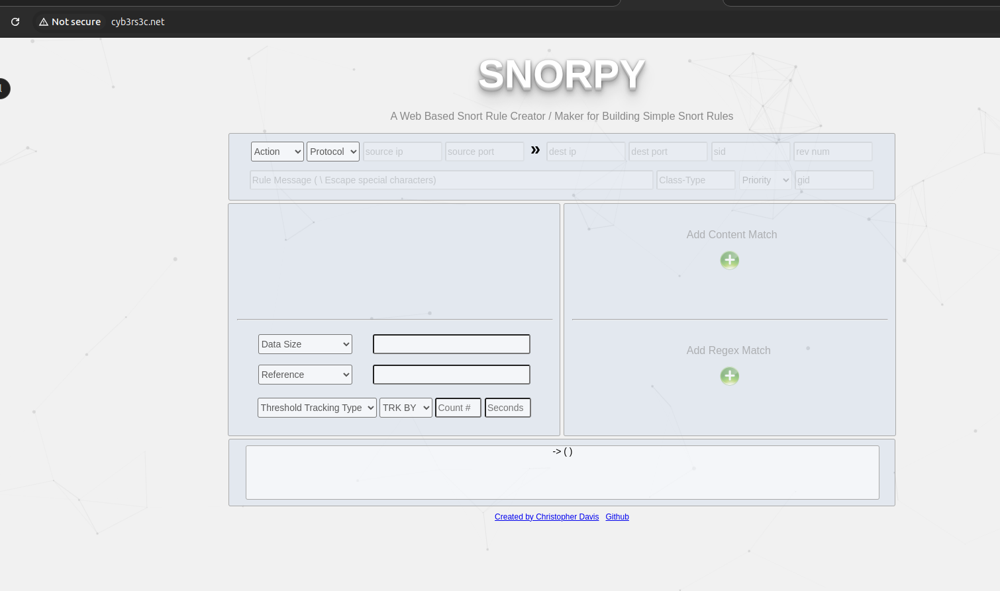 Not secure cyb3rs3c.net
SNORPY
A Web Based Snort Rule Creator / Maker for Building Simple Snort Rules
Action Protocol source ip source port » dest ip dest port sid rev num
Rule Message ( \ Escape special characters) Class-Type Priority gid
Add Content Match
Data Size
Reference
Threshold Tracking Type TRK BY Count # Seconds
Add Regex Match
-> ( )
Created by Christopher Davis Github